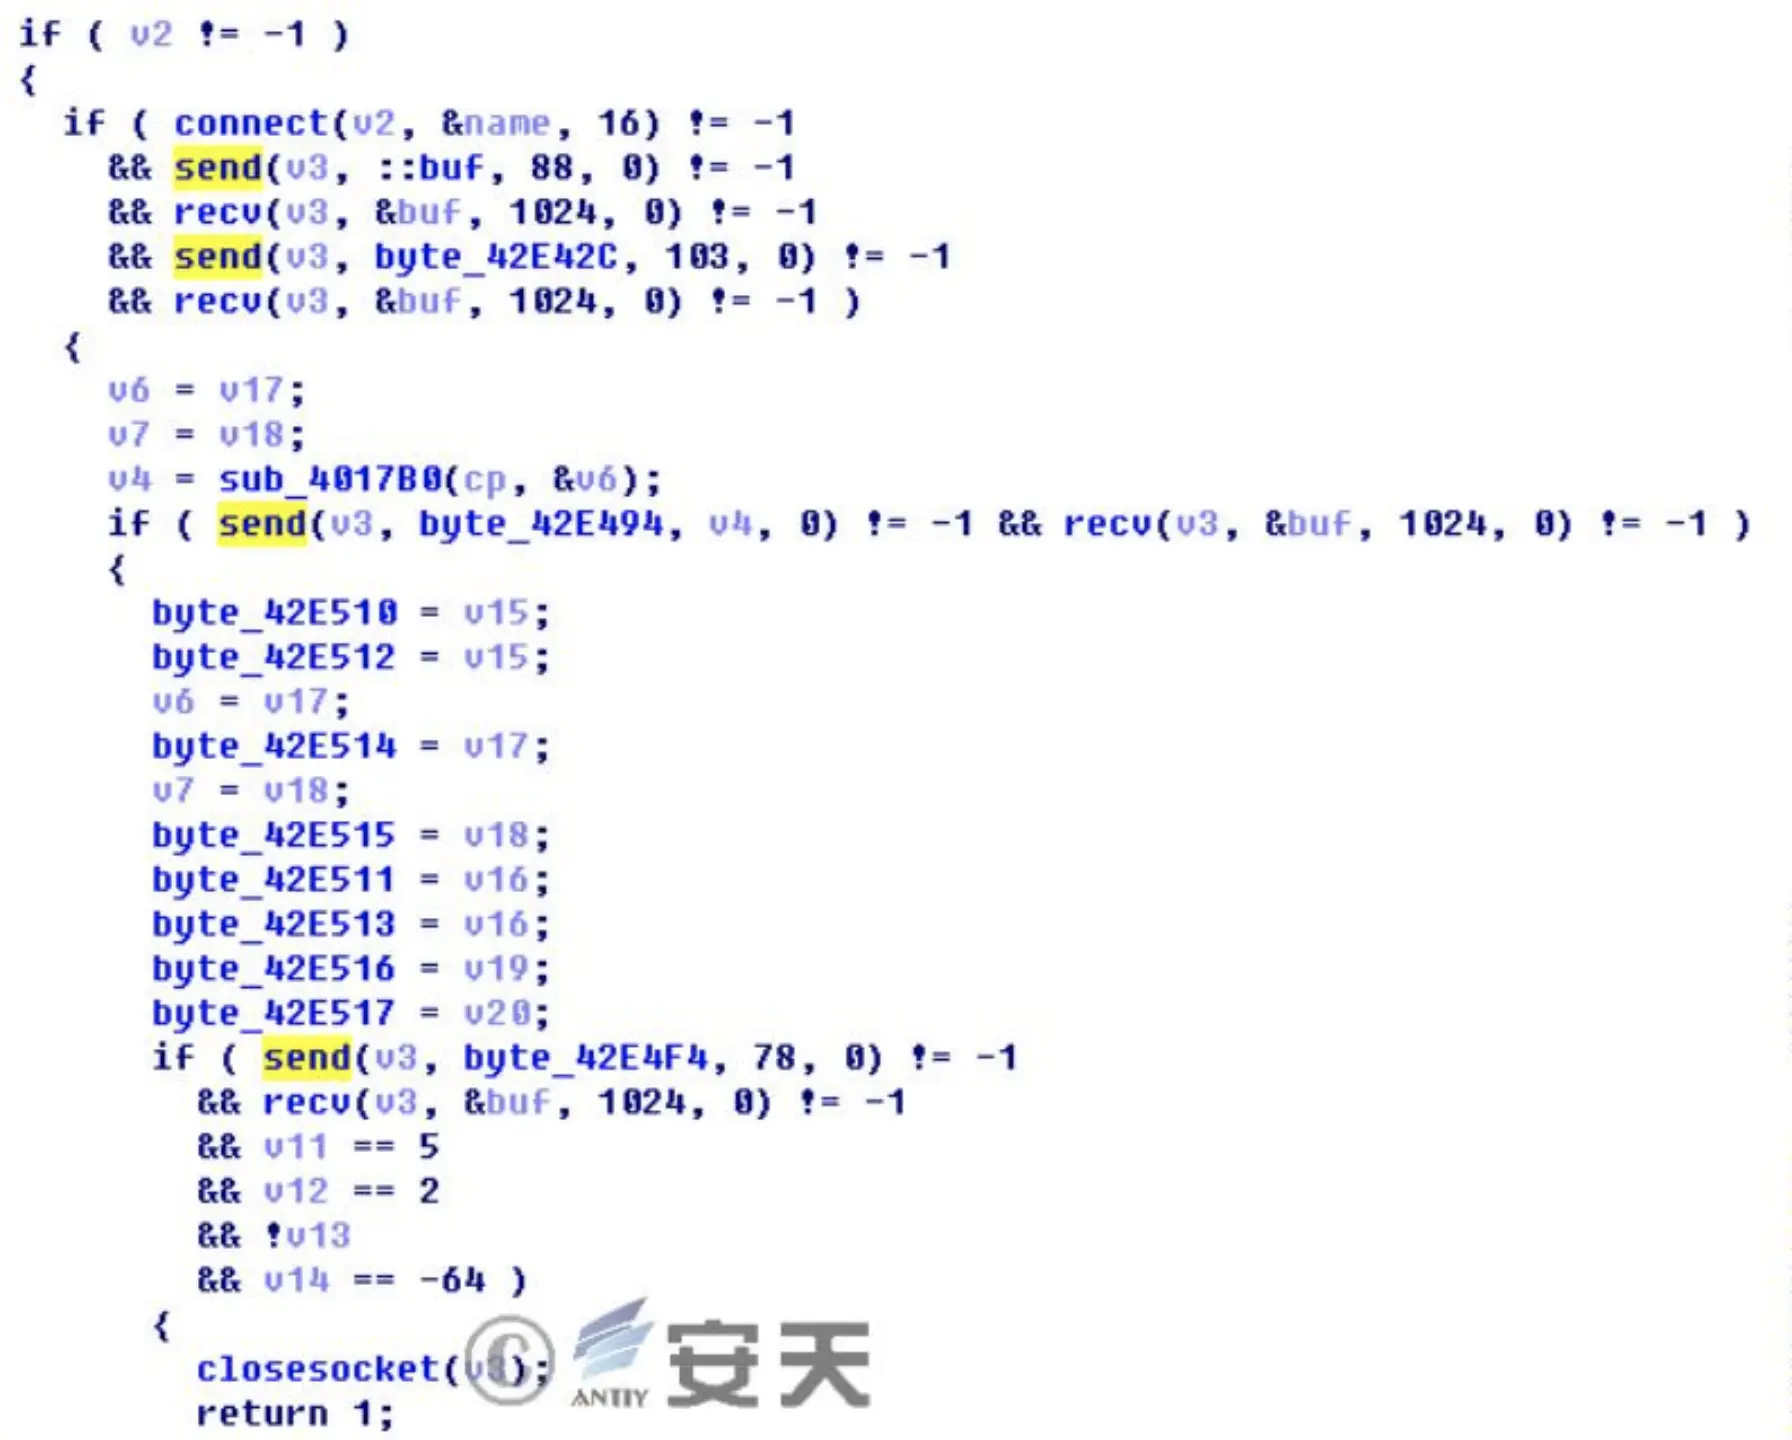 if ( v2 != -1 )
{
  if ( connect(v2, &name, 16) != -1
    && send(v3, ::buf, 88, 0) != -1
    && recv(v3, &buf, 1024, 0) != -1
    && send(v3, byte_42E42C, 103, 0) != -1
    && recv(v3, &buf, 1024, 0) != -1 )
  {
    v6 = v17;
    v7 = v18;
    v4 = sub_4017B0(cp, &v6);
    if ( send(v3, byte_42E494, v4, 0) != -1 && recv(v3, &buf, 1024, 0) != -1 )
    {
      byte_42E510 = v15;
      byte_42E512 = v15;
      v6 = v17;
      byte_42E514 = v17;
      v7 = v18;
      byte_42E515 = v18;
      byte_42E511 = v16;
      byte_42E513 = v16;
      byte_42E516 = v19;
      byte_42E517 = v20;
      if ( send(v3, byte_42E4F4, 78, 0) != -1
        && recv(v3, &buf, 1024, 0) != -1
        && v11 == 5
        && v12 == 2
        && !v13
        && v14 == -64 )
      {
        closesocket(v3);
        return 1;
© ANTIY 安天